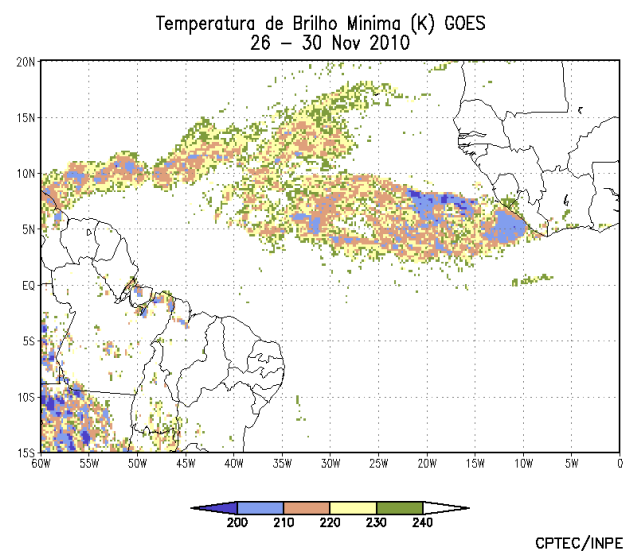 Temperatura de Brilho Minima (K) GOES
26 – 30 Nov 2010
20N
15N
10N
5N
EQ
5S
10S
15S
60W 55W 50W 45W 40W 35W 30W 25W 20W 15W 10W 5W 0
200 210 220 230 240
CPTEC/INPE